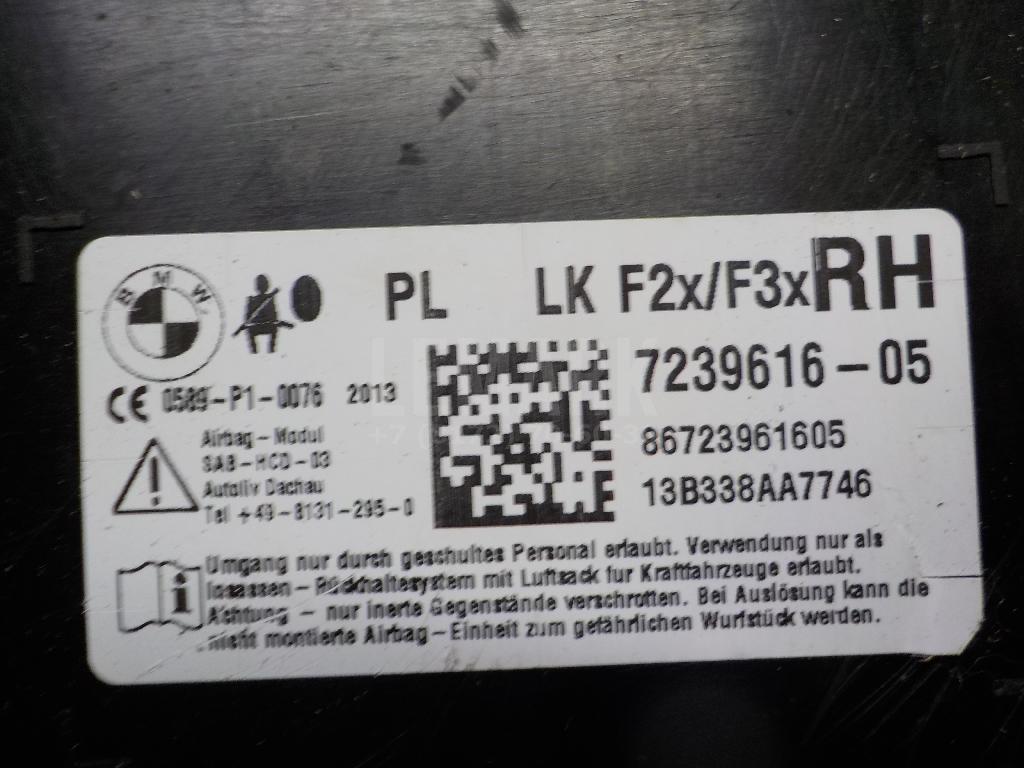 BMW
PL LK F2x/F3x RH
7239616-05
CE 0589-P1-0076 2013
86723961605
13B338AA7746
Airbag-Modul
SAB-HCD-03
Autoliv Dachau
Tel +49-8131-295-0
Umgang nur durch geschultes Personal erlaubt. Verwendung nur als
Insassen-Rückhaltesystem mit Luftsack fur Kraftfahrzeuge erlaubt.
Achtung - nur inerte Gegenstände verschrotten. Bei Auslösung kann die
nicht montierte Airbag-Einheit zum gefährlichen Wurfstück werden.